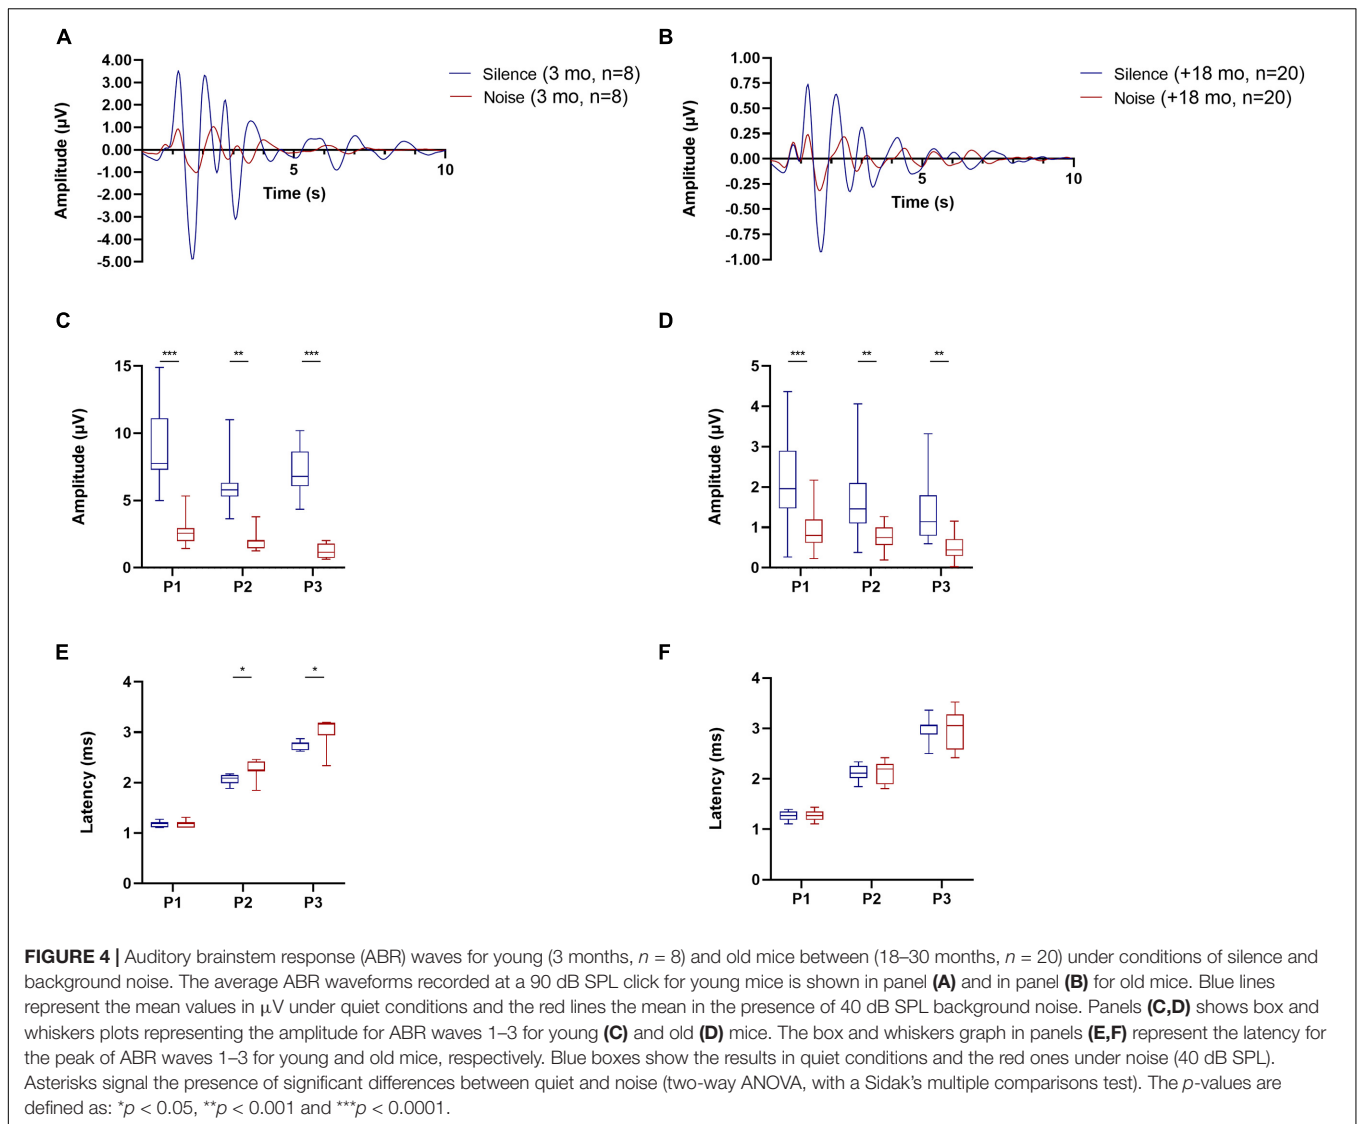 A
4.00
3.00
2.00
1.00
0.00
-1.00
-2.00
-3.00
-4.00
-5.00
Amplitude (µV)
5
10
Time (s)
Silence (3 mo, n=8)
Noise (3 mo, n=8)
B
1.00
0.75
0.50
0.25
0.00
-0.25
-0.50
-0.75
-1.00
Amplitude (µV)
5
10
Time (s)
Silence (+18 mo, n=20)
Noise (+18 mo, n=20)
C
*** ** ***
15
10
5
0
Amplitude (µV)
P1 P2 P3
D
*** ** **
5
4
3
2
1
0
Amplitude (µV)
P1 P2 P3
E
* *
4
3
2
1
0
Latency (ms)
P1 P2 P3
F
4
3
2
1
0
Latency (ms)
P1 P2 P3
FIGURE 4 | Auditory brainstem response (ABR) waves for young (3 months, n = 8) and old mice between (18–30 months, n = 20) under conditions of silence and
background noise. The average ABR waveforms recorded at a 90 dB SPL click for young mice is shown in panel (A) and in panel (B) for old mice. Blue lines
represent the mean values in µV under quiet conditions and the red lines the mean in the presence of 40 dB SPL background noise. Panels (C,D) shows box and
whiskers plots representing the amplitude for ABR waves 1–3 for young (C) and old (D) mice. The box and whiskers graph in panels (E,F) represent the latency for
the peak of ABR waves 1–3 for young and old mice, respectively. Blue boxes show the results in quiet conditions and the red ones under noise (40 dB SPL).
Asterisks signal the presence of significant differences between quiet and noise (two-way ANOVA, with a Sidak's multiple comparisons test). The p-values are
defined as: *p < 0.05, **p < 0.001 and ***p < 0.0001.